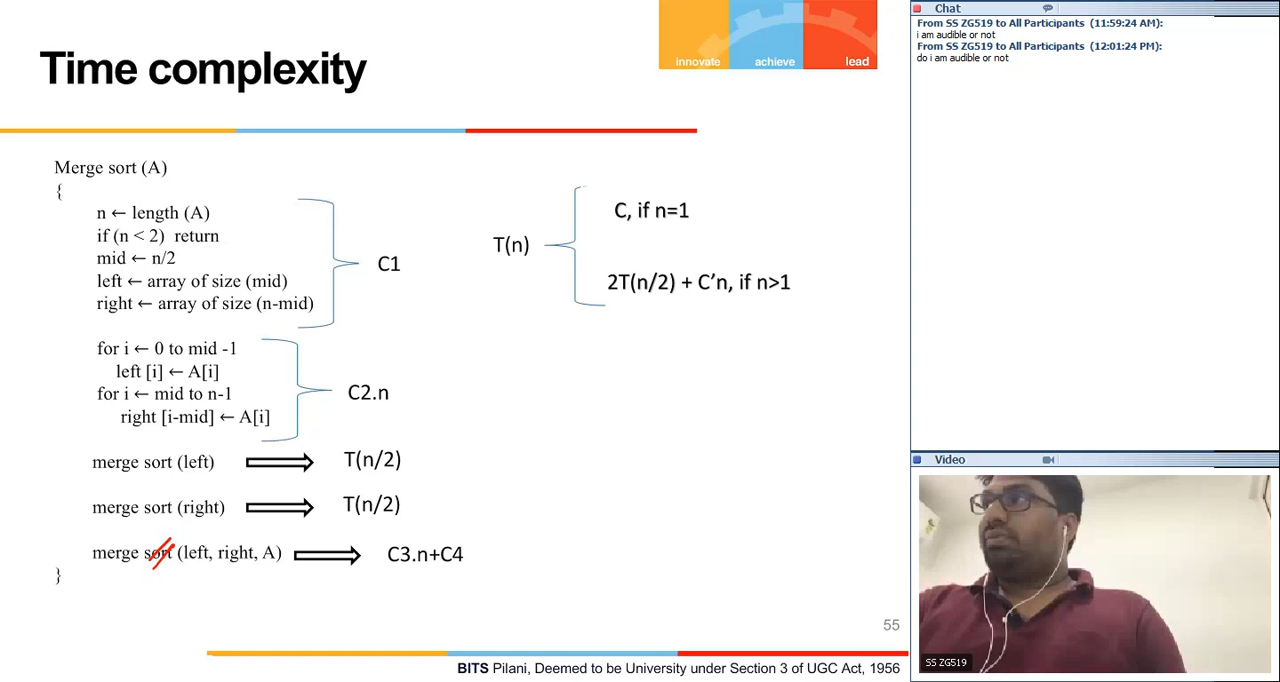 Time complexity
innovate achieve lead
Merge sort (A)
{
n ← length (A)
if (n < 2) return
mid ← n/2
left ← array of size (mid)
right ← array of size (n-mid)
C1
for i ← 0 to mid -1
left [i] ← A[i]
for i ← mid to n-1
right [i-mid] ← A[i]
C2.n
merge sort (left) T(n/2)
merge sort (right) T(n/2)
merge sort (left, right, A) C3.n+C4
}
T(n)
C, if n=1
2T(n/2) + C’n, if n>1
55
BITS Pilani, Deemed to be University under Section 3 of UGC Act, 1956
Chat
From SS ZG519 to All Participants (11:59:24 AM):
i am audible or not
From SS ZG519 to All Participants (12:01:24 PM):
do i am audible or not
Video
SS ZG519